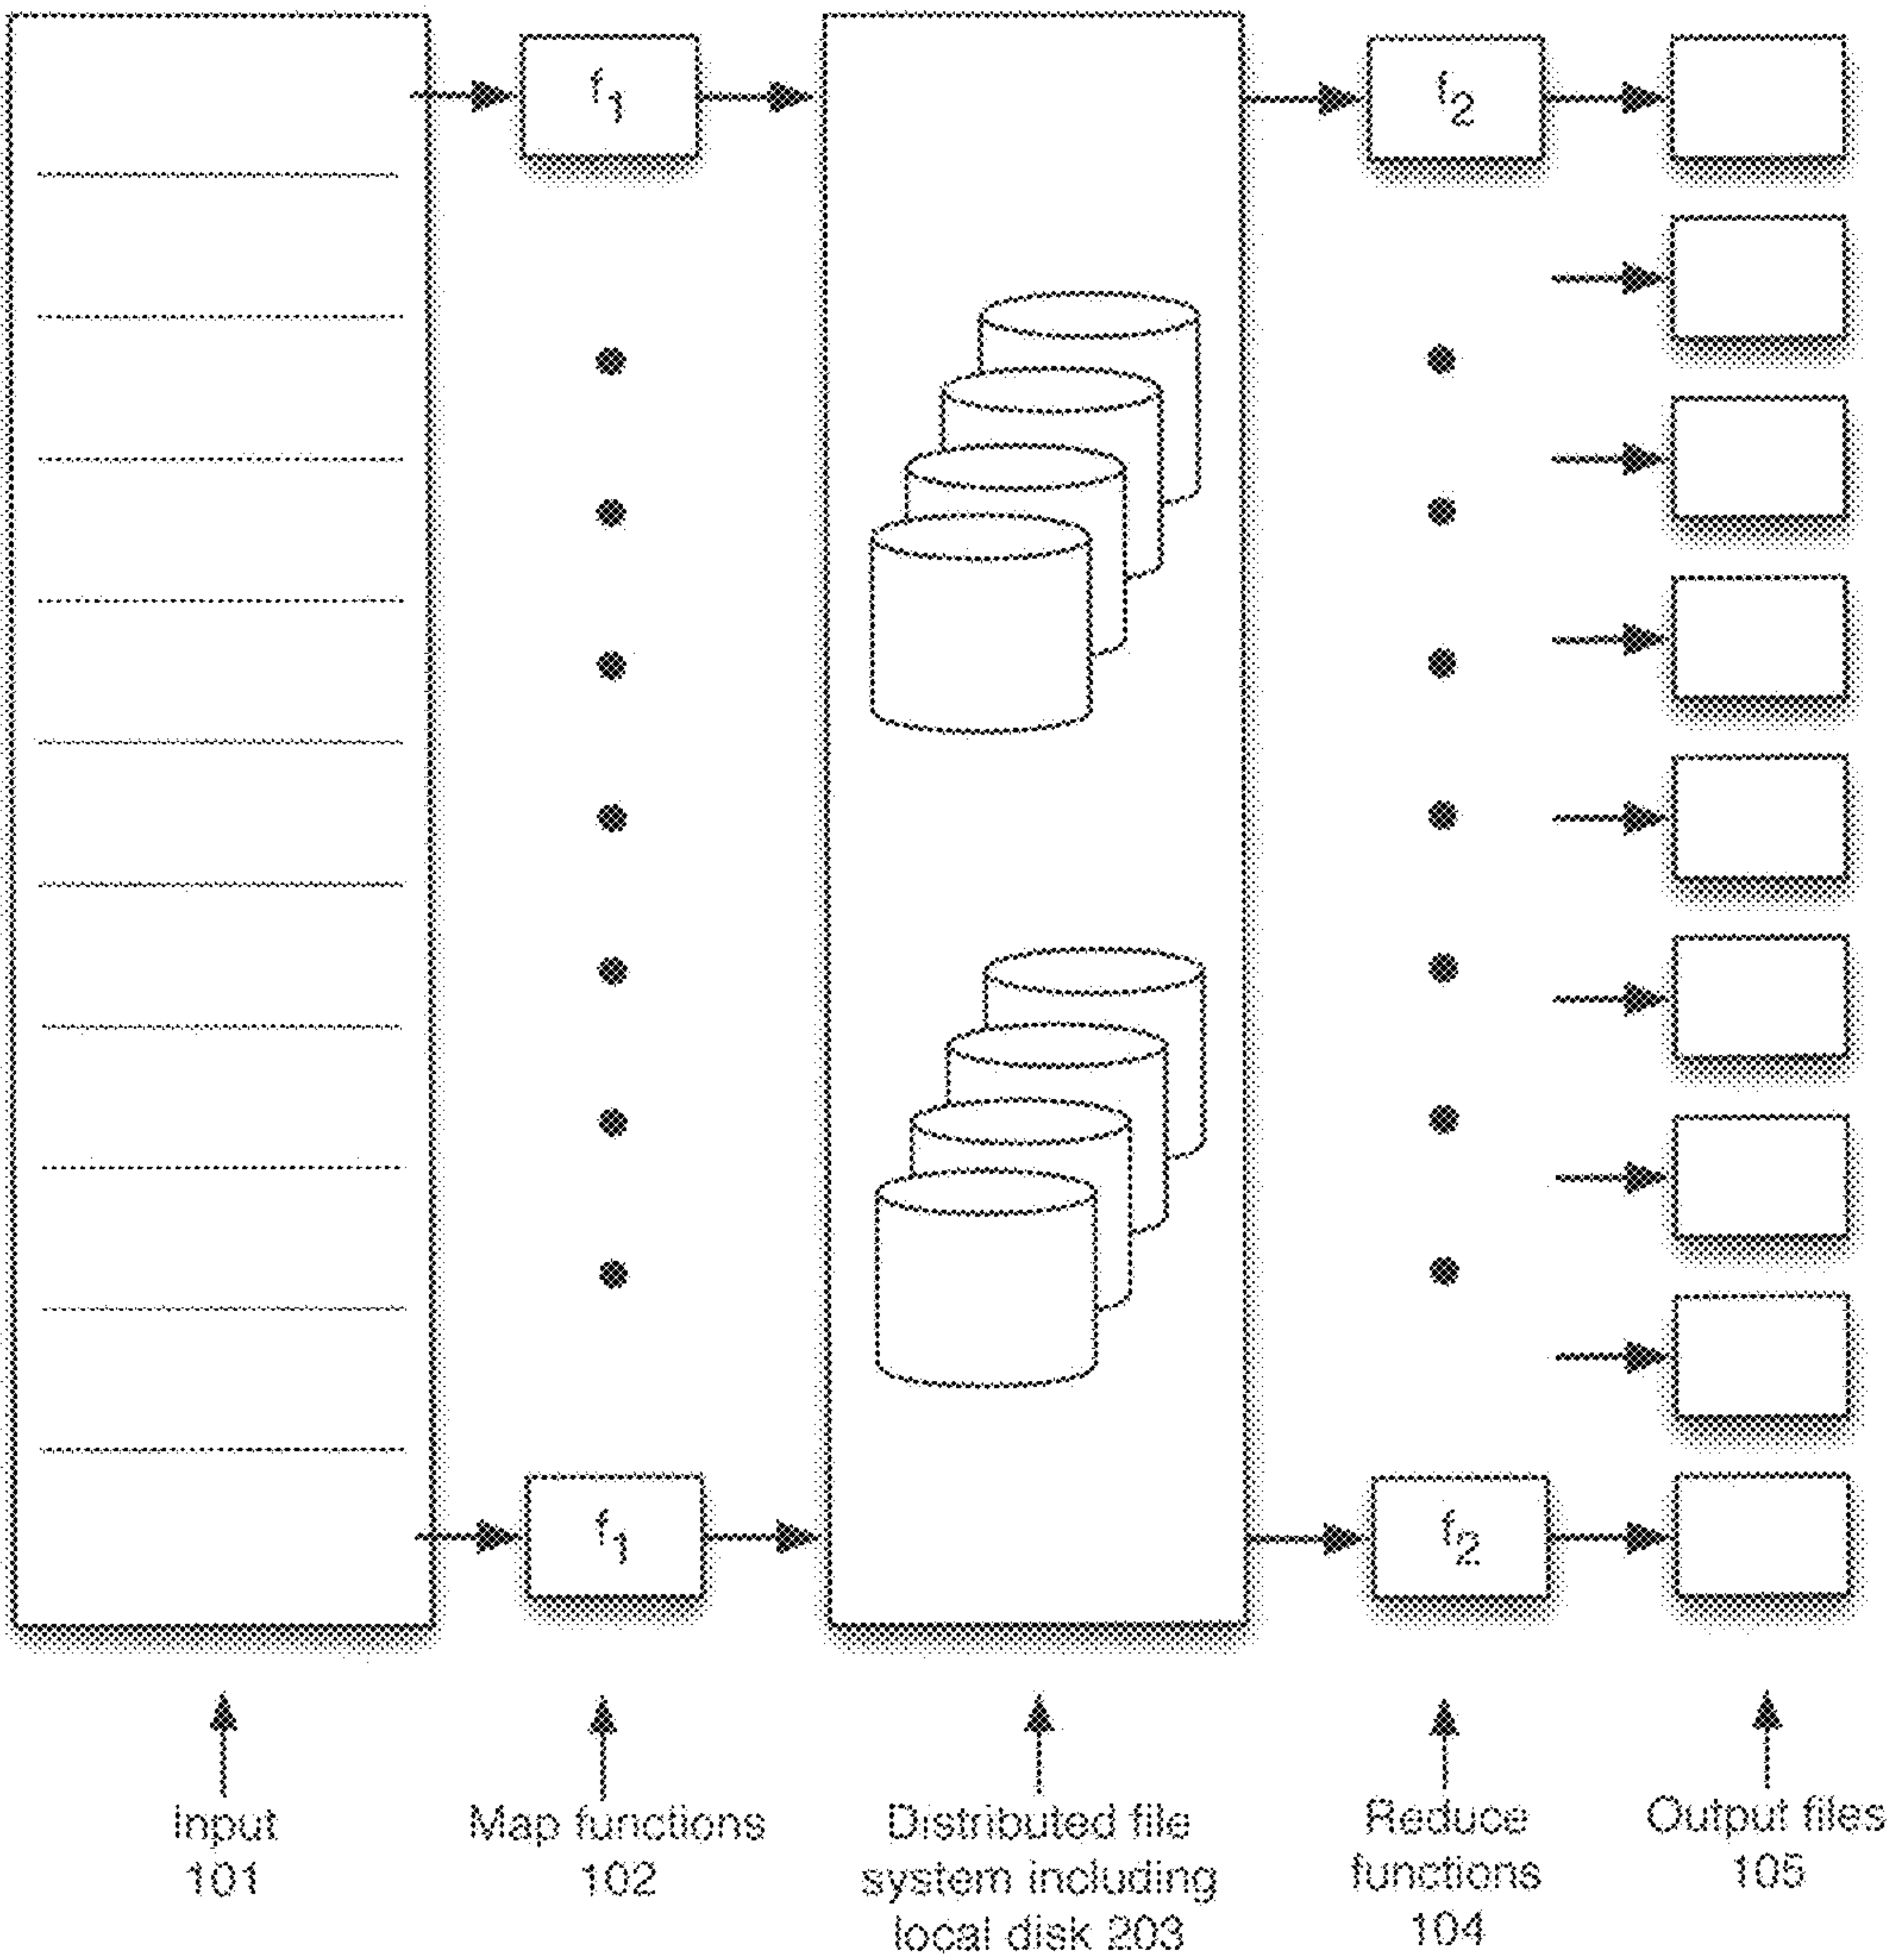 f1
f2
f1
f2
Input
101
Map functions
102
Distributed file
system including
local disk 203
Reduce
functions
104
Output files
105